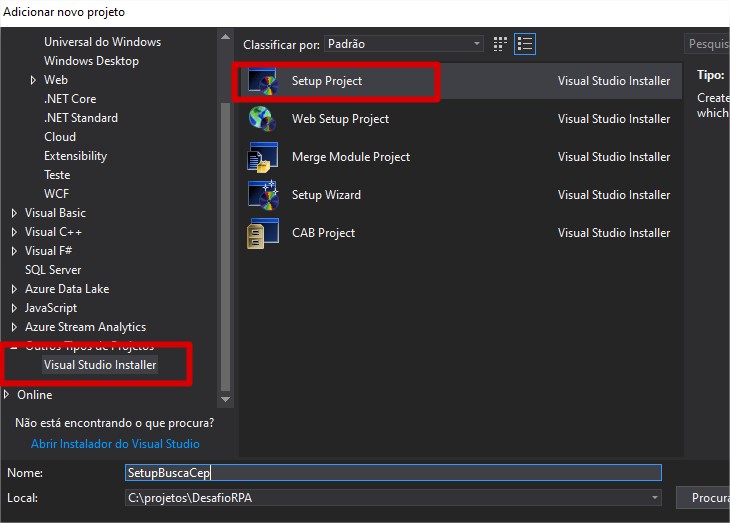 Adicionar novo projeto
Universal do Windows
Windows Desktop
Web
.NET Core
.NET Standard
Cloud
Extensibility
Teste
WCF
Visual Basic
Visual C++
Visual F#
SQL Server
Azure Data Lake
JavaScript
Azure Stream Analytics
Outros Tipos de Projetos
Visual Studio Installer
Online
Não está encontrando o que procura?
Abrir Instalador do Visual Studio
Classificar por: Padrão
Setup Project Visual Studio Installer
Web Setup Project Visual Studio Installer
Merge Module Project Visual Studio Installer
Setup Wizard Visual Studio Installer
CAB Project Visual Studio Installer
Pesquis
Tipo:
Create
which
Nome: SetupBuscaCep
Local: C:\projetos\DesafioRPA
Procura